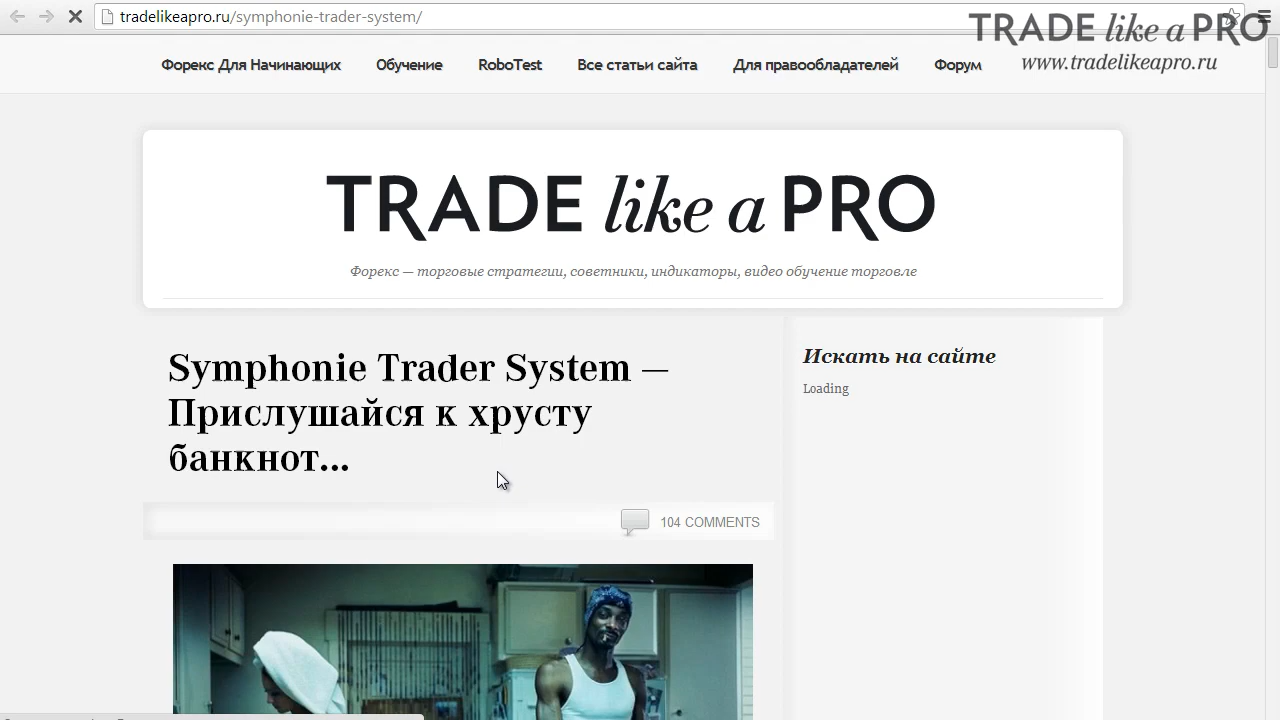 tradelikeapro.ru/symphonie-trader-system/
TRADE like a PRO
www.tradelikeapro.ru
Форекс Для Начинающих Обучение RoboTest Все статьи сайта Для правообладателей Форум
TRADE like a PRO
Форекс — торговые стратегии, советники, индикаторы, видео обучение торговле
Symphonie Trader System —
Прислушайся к хрусту
банкнот...
104 COMMENTS
Искать на сайте
Loading